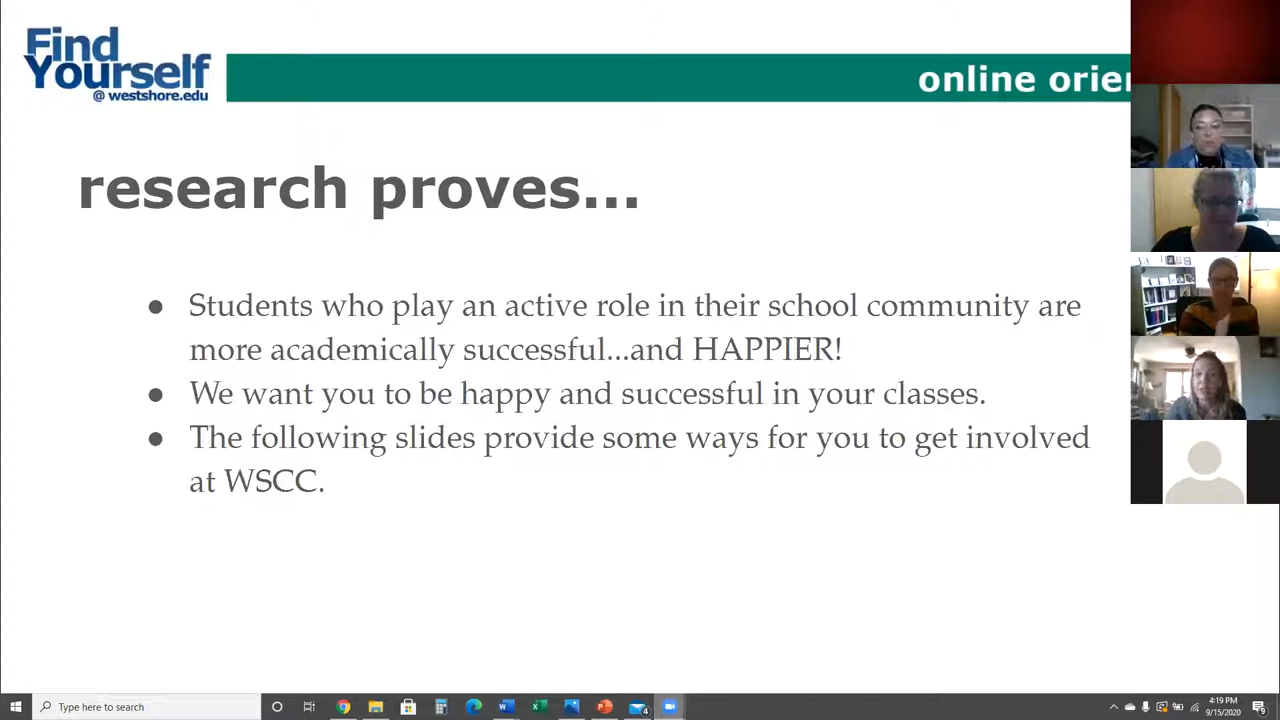 Find
Yourself
@ westshore.edu
online orien
research proves...
● Students who play an active role in their school community are
more academically successful...and HAPPIER!
● We want you to be happy and successful in your classes.
● The following slides provide some ways for you to get involved
at WSCC.
Type here to search
4
4:19 PM
9/15/2020
9